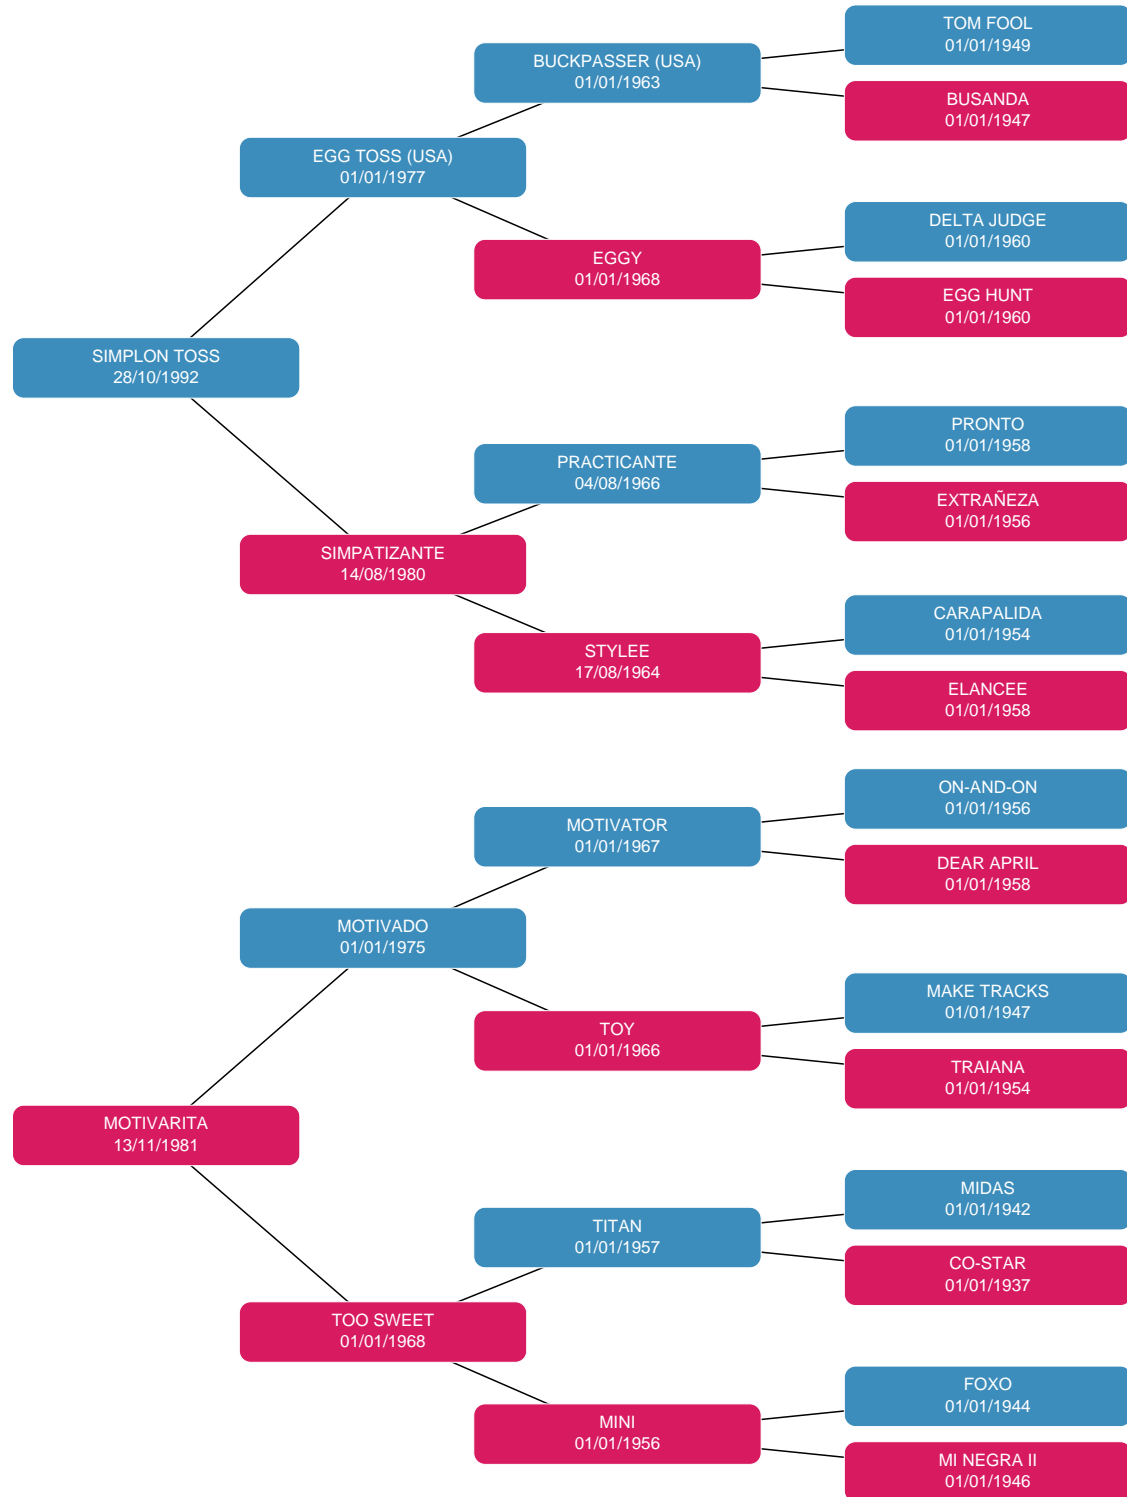 TOM FOOL
01/01/1949
BUCKPASSER (USA)
01/01/1963
BUSANDA
01/01/1947
EGG TOSS (USA)
01/01/1977
DELTA JUDGE
01/01/1960
EGGY
01/01/1968
EGG HUNT
01/01/1960
SIMPLON TOSS
28/10/1992
PRONTO
01/01/1958
PRACTICANTE
04/08/1966
EXTRAÑEZA
01/01/1956
SIMPATIZANTE
14/08/1980
CARAPALIDA
01/01/1954
STYLEE
17/08/1964
ELANCEE
01/01/1958
ON-AND-ON
01/01/1956
MOTIVATOR
01/01/1967
DEAR APRIL
01/01/1958
MOTIVADO
01/01/1975
MAKE TRACKS
01/01/1947
TOY
01/01/1966
TRAIANA
01/01/1954
MOTIVARITA
13/11/1981
MIDAS
01/01/1942
TITAN
01/01/1957
CO-STAR
01/01/1937
TOO SWEET
01/01/1968
FOXO
01/01/1944
MINI
01/01/1956
MI NEGRA II
01/01/1946